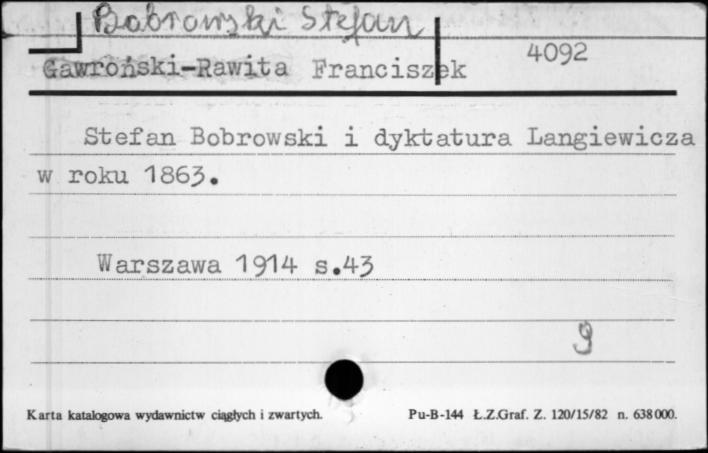 Bobrowski Stefan
Gawroński-Rawita Franciszek 4092
Stefan Bobrowski i dyktatura Langiewicza
w roku 1863.
Warszawa 1914 s.43
9
Karta katalogowa wydawnictw ciągłych i zwartych. Pu-B-144 Ł.Z.Graf. Z. 120/15/82 n. 638000.